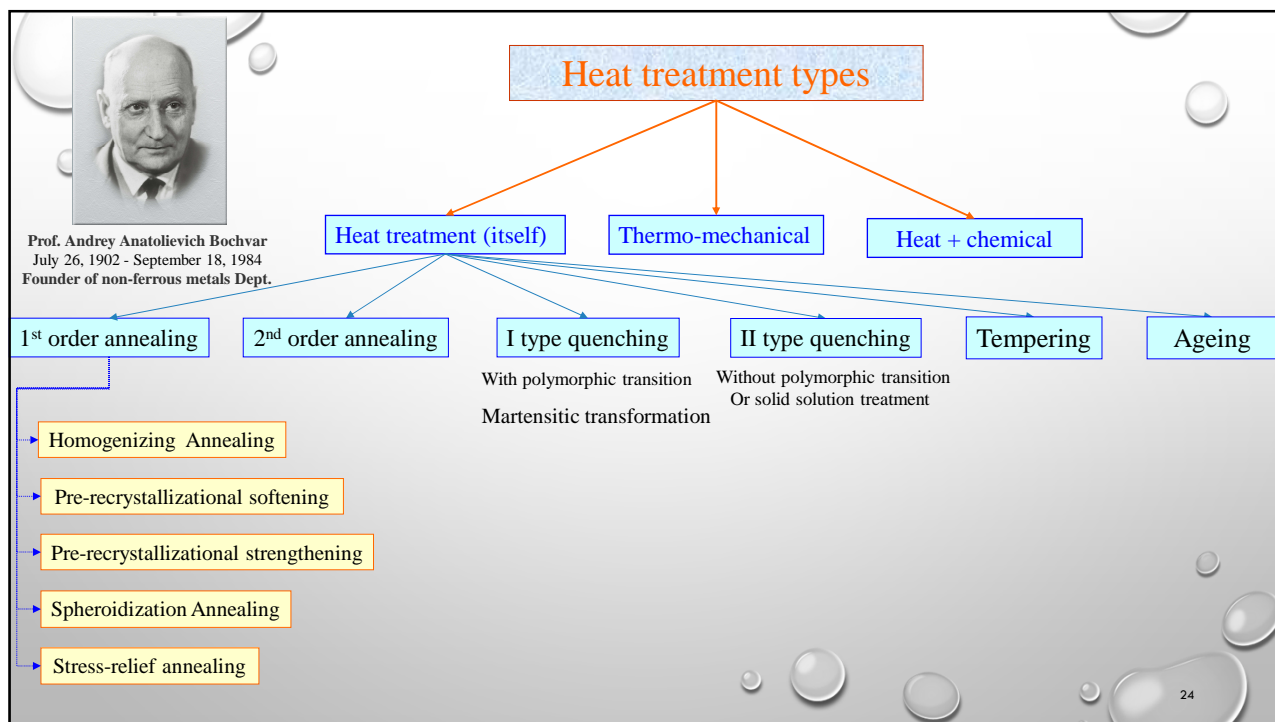 Heat treatment types
Prof. Andrey Anatolievich Bochvar
July 26, 1902 - September 18, 1984
Founder of non-ferrous metals Dept.
Heat treatment (itself)
Thermo-mechanical
Heat + chemical
1st order annealing
2nd order annealing
I type quenching
II type quenching
Tempering
Ageing
With polymorphic transition
Martensitic transformation
Without polymorphic transition
Or solid solution treatment
Homogenizing Annealing
Pre-recrystallizational softening
Pre-recrystallizational strengthening
Spheroidization Annealing
Stress-relief annealing
24